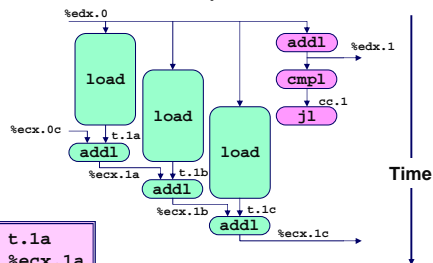 %edx.0
addl
%edx.1
load
cmpl
load
cc.1
jl
load
%ecx.0c
t.1a
addl
%ecx.1a
t.1b
addl
%ecx.1b
t.1c
addl
%ecx.1c
Time
t.1a
%ecx.1a